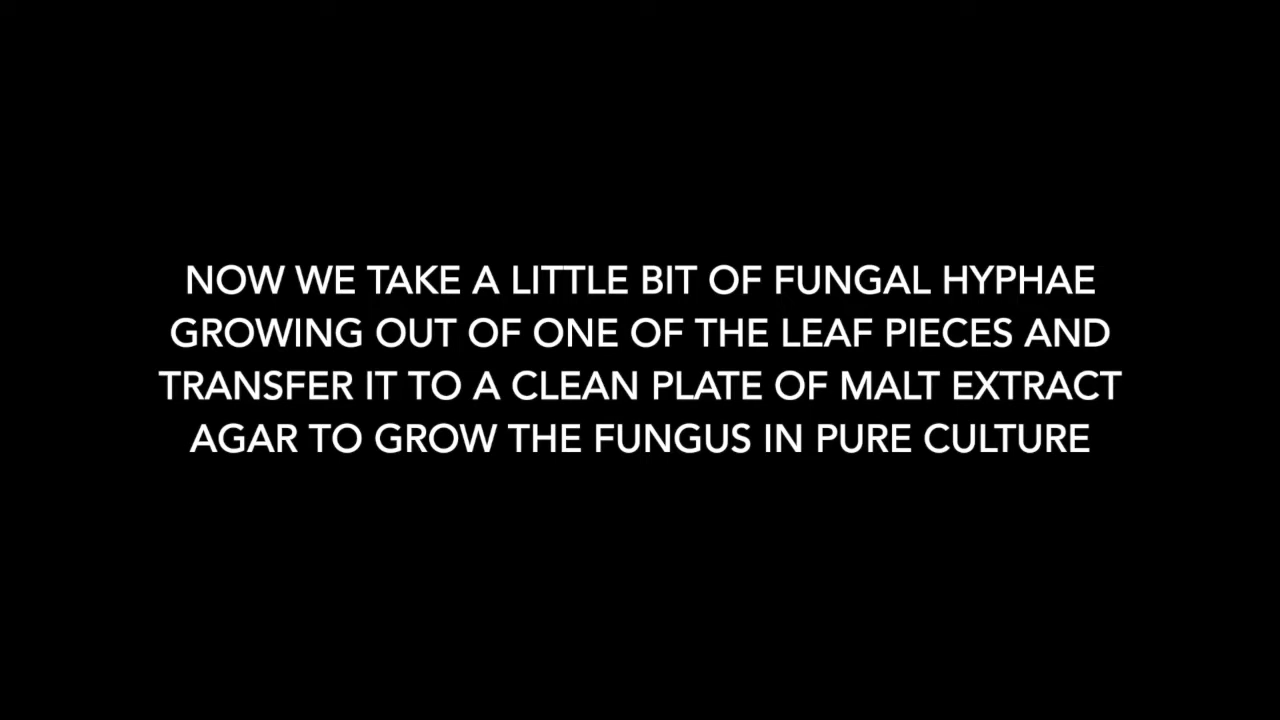 NOW WE TAKE A LITTLE BIT OF FUNGAL HYPHAE
GROWING OUT OF ONE OF THE LEAF PIECES AND
TRANSFER IT TO A CLEAN PLATE OF MALT EXTRACT
AGAR TO GROW THE FUNGUS IN PURE CULTURE